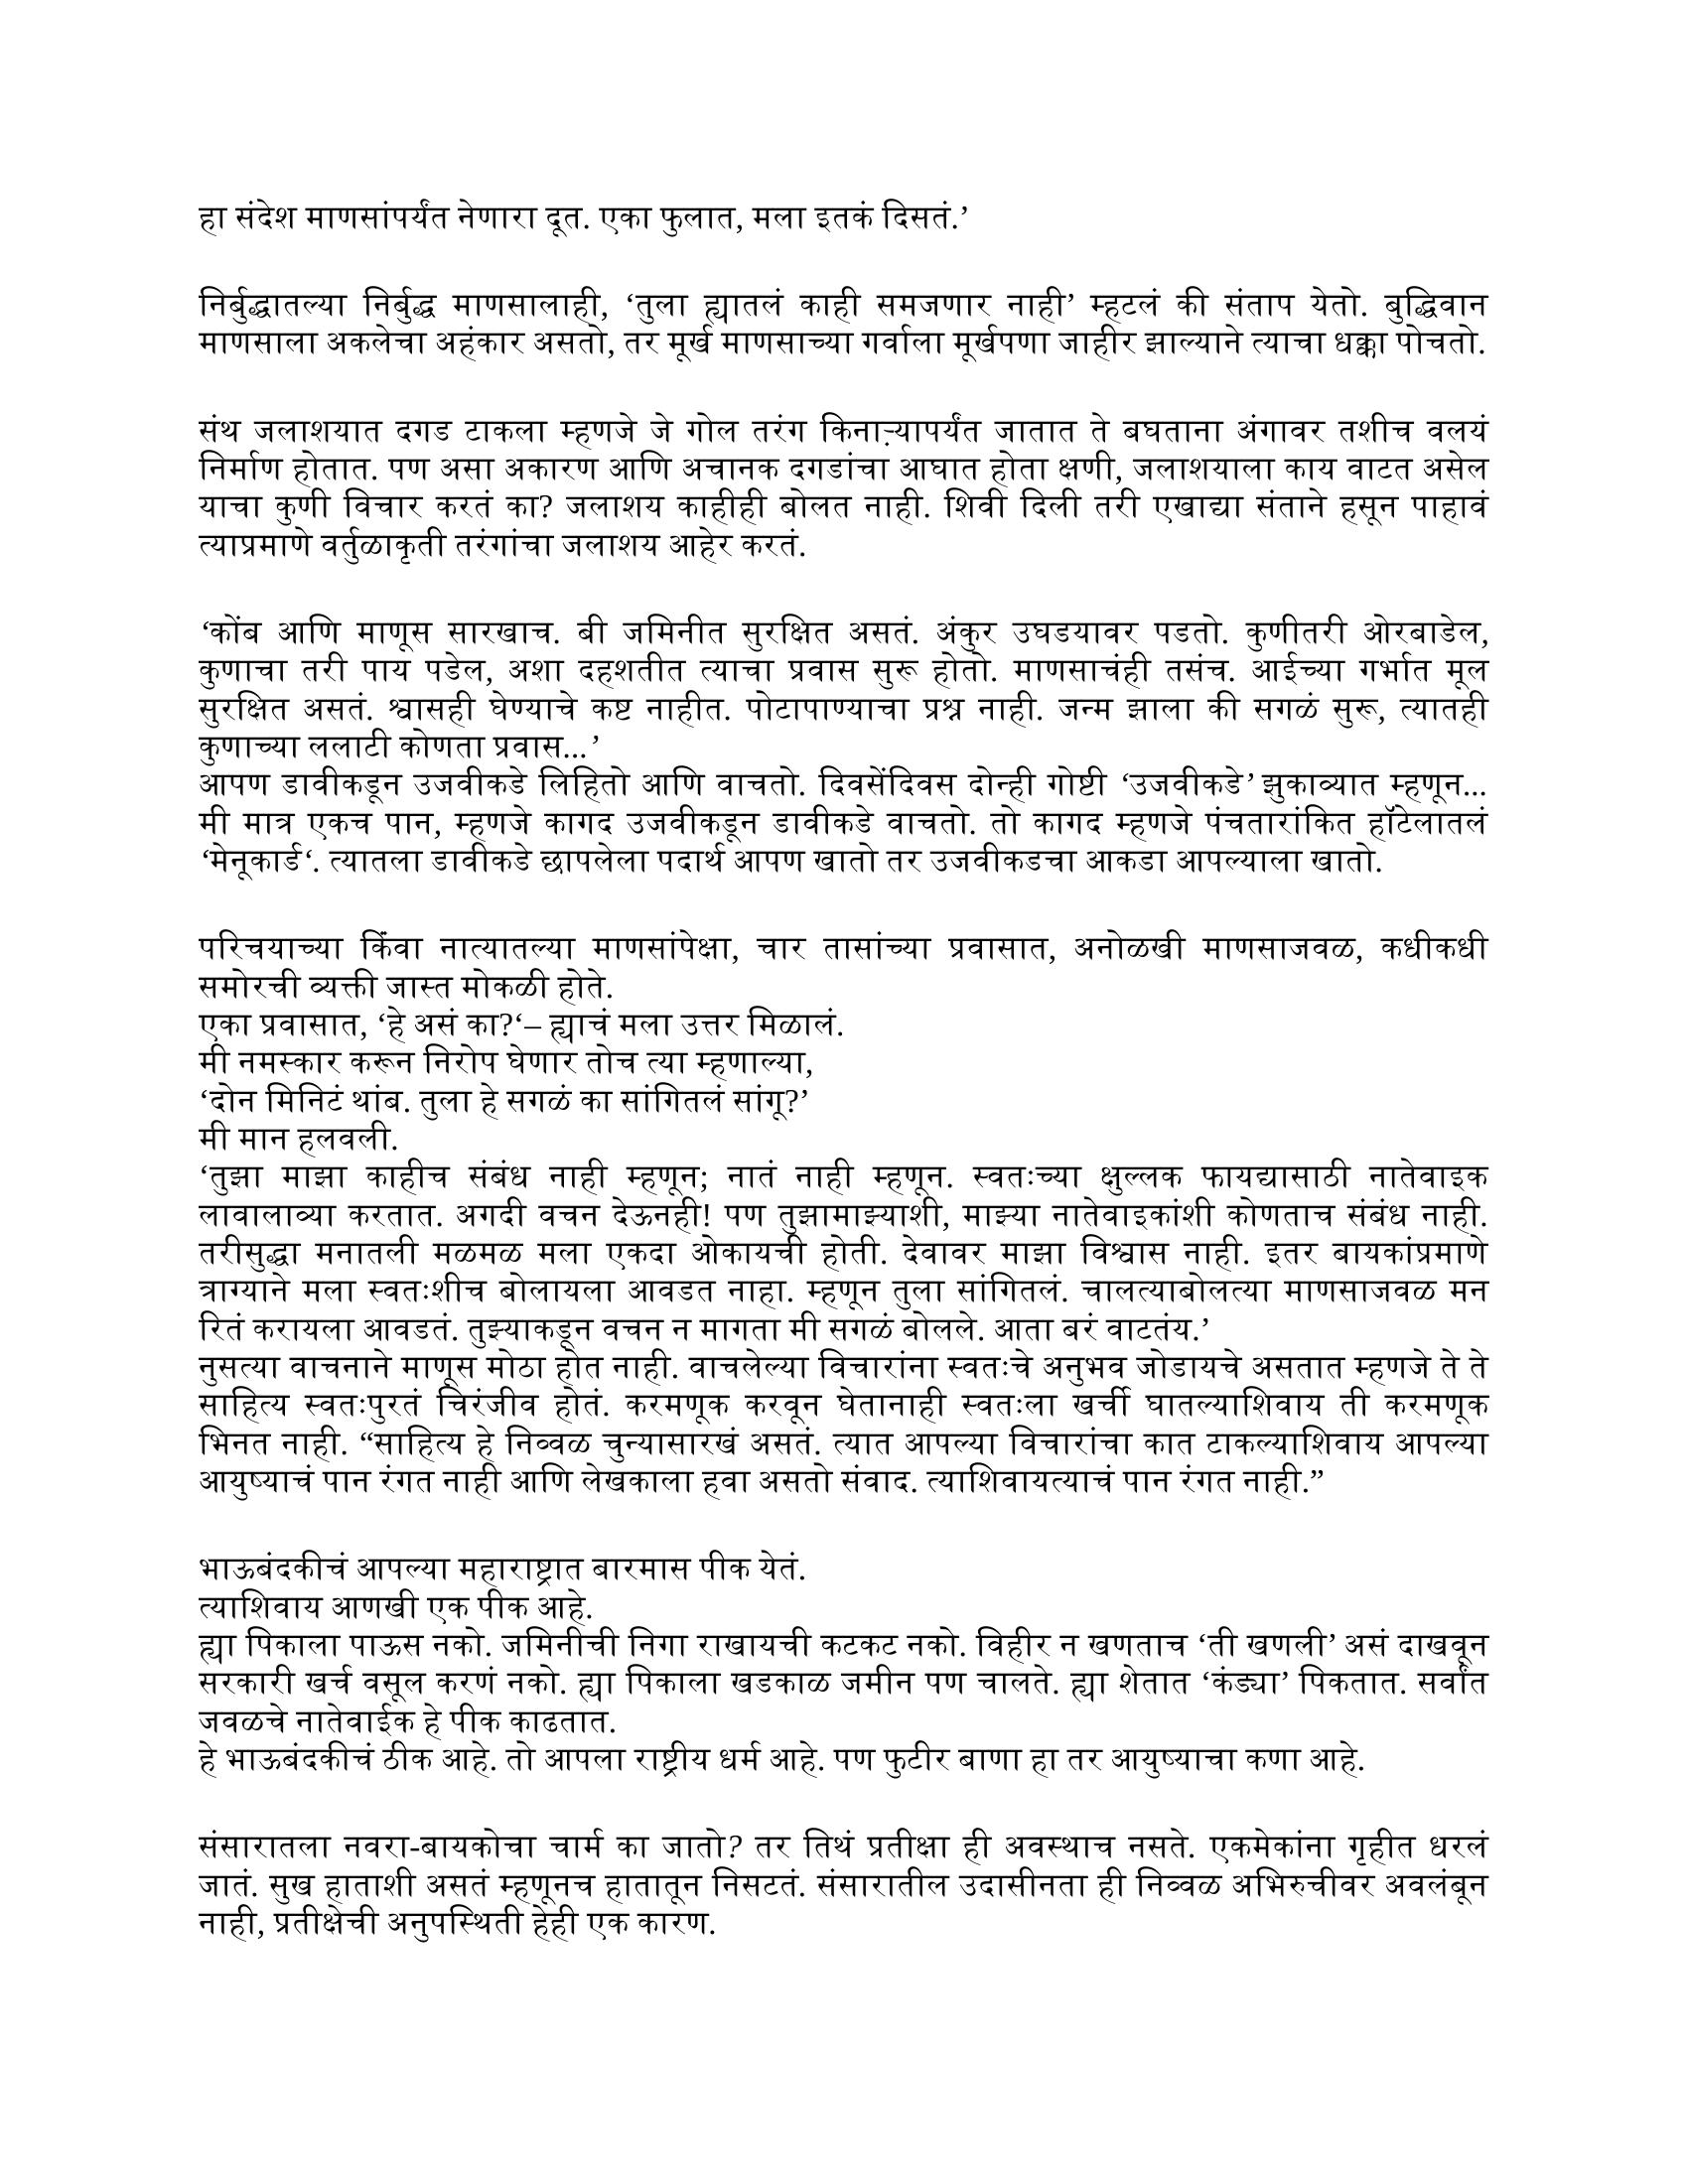 हा संदेश माणसांपर्यंत नेणारा दूत. एका फुलात, मला इतकं दिसतं.’
निर्बुद्धातल्या निर्बुद्ध माणसालाही, ‘तुला ह्यातलं काही समजणार नाही’ म्हटलं की संताप येतो. बुद्धिवान
माणसाला अकलेचा अहंकार असतो, तर मूर्ख माणसाच्या गर्वाला मूर्खपणा जाहीर झाल्याने त्याचा धक्का पोचतो.
संथ जलाशयात दगड टाकला म्हणजे जे गोल तरंग किनाऱ्यापर्यंत जातात ते बघताना अंगावर तशीच वलयं
निर्माण होतात. पण असा अकारण आणि अचानक दगडांचा आघात होता क्षणी, जलाशयाला काय वाटत असेल
याचा कुणी विचार करतं का? जलाशय काहीही बोलत नाही. शिवी दिली तरी एखाद्या संताने हसून पाहावं
त्याप्रमाणे वर्तुळाकृती तरंगांचा जलाशय आहेर करतं.
‘कोंब आणि माणूस सारखाच. बी जमिनीत सुरक्षित असतं. अंकुर उघडयावर पडतो. कुणीतरी ओरबाडेल,
कुणाचा तरी पाय पडेल, अशा दहशतीत त्याचा प्रवास सुरू होतो. माणसाचंही तसंच. आईच्या गर्भात मूल
सुरक्षित असतं. श्वासही घेण्याचे कष्ट नाहीत. पोटापाण्याचा प्रश्न नाही. जन्म झाला की सगळं सुरू, त्यातही
कुणाच्या ललाटी कोणता प्रवास...’
आपण डावीकडून उजवीकडे लिहितो आणि वाचतो. दिवसेंदिवस दोन्ही गोष्टी ‘उजवीकडे’ झुकाव्यात म्हणून...
मी मात्र एकच पान, म्हणजे कागद उजवीकडून डावीकडे वाचतो. तो कागद म्हणजे पंचतारांकित हॉटेलातलं
‘मेनूकार्ड‘. त्यातला डावीकडे छापलेला पदार्थ आपण खातो तर उजवीकडचा आकडा आपल्याला खातो.
परिचयाच्या किंवा नात्यातल्या माणसांपेक्षा, चार तासांच्या प्रवासात, अनोळखी माणसाजवळ, कधीकधी
समोरची व्यक्ती जास्त मोकळी होते.
एका प्रवासात, ‘हे असं का?‘– ह्याचं मला उत्तर मिळालं.
मी नमस्कार करून निरोप घेणार तोच त्या म्हणाल्या,
‘दोन मिनिटं थांब. तुला हे सगळं का सांगितलं सांगू?’
मी मान हलवली.
‘तुझा माझा काहीच संबंध नाही म्हणून; नातं नाही म्हणून. स्वतःच्या क्षुल्लक फायद्यासाठी नातेवाइक
लावालाव्या करतात. अगदी वचन देऊनही! पण तुझामाझ्याशी, माझ्या नातेवाइकांशी कोणताच संबंध नाही.
तरीसुद्धा मनातली मळमळ मला एकदा ओकायची होती. देवावर माझा विश्वास नाही. इतर बायकांप्रमाणे
त्राग्याने मला स्वतःशीच बोलायला आवडत नाहा. म्हणून तुला सांगितलं. चालत्याबोलत्या माणसाजवळ मन
रितं करायला आवडतं. तुझ्याकडून वचन न मागता मी सगळं बोलले. आता बरं वाटतंय.’
नुसत्या वाचनाने माणूस मोठा होत नाही. वाचलेल्या विचारांना स्वतःचे अनुभव जोडायचे असतात म्हणजे ते ते
साहित्य स्वतःपुरतं चिरंजीव होतं. करमणूक करवून घेतानाही स्वतःला खर्ची घातल्याशिवाय ती करमणूक
भिनत नाही. “साहित्य हे निव्वळ चुन्यासारखं असतं. त्यात आपल्या विचारांचा कात टाकल्याशिवाय आपल्या
आयुष्याचं पान रंगत नाही आणि लेखकाला हवा असतो संवाद. त्याशिवायत्याचं पान रंगत नाही.”
भाऊबंदकीचं आपल्या महाराष्ट्रात बारमास पीक येतं.
त्याशिवाय आणखी एक पीक आहे.
ह्या पिकाला पाऊस नको. जमिनीची निगा राखायची कटकट नको. विहीर न खणताच ‘ती खणली’ असं दाखवून
सरकारी खर्च वसूल करणं नको. ह्या पिकाला खडकाळ जमीन पण चालते. ह्या शेतात ‘कंड्या’ पिकतात. सर्वांत
जवळचे नातेवाईक हे पीक काढतात.
हे भाऊबंदकीचं ठीक आहे. तो आपला राष्ट्रीय धर्म आहे. पण फुटीर बाणा हा तर आयुष्याचा कणा आहे.
संसारातला नवरा-बायकोचा चार्म का जातो? तर तिथं प्रतीक्षा ही अवस्थाच नसते. एकमेकांना गृहीत धरलं
जातं. सुख हाताशी असतं म्हणूनच हातातून निसटतं. संसारातील उदासीनता ही निव्वळ अभिरुचीवर अवलंबून
नाही, प्रतीक्षेची अनुपस्थिती हेही एक कारण.